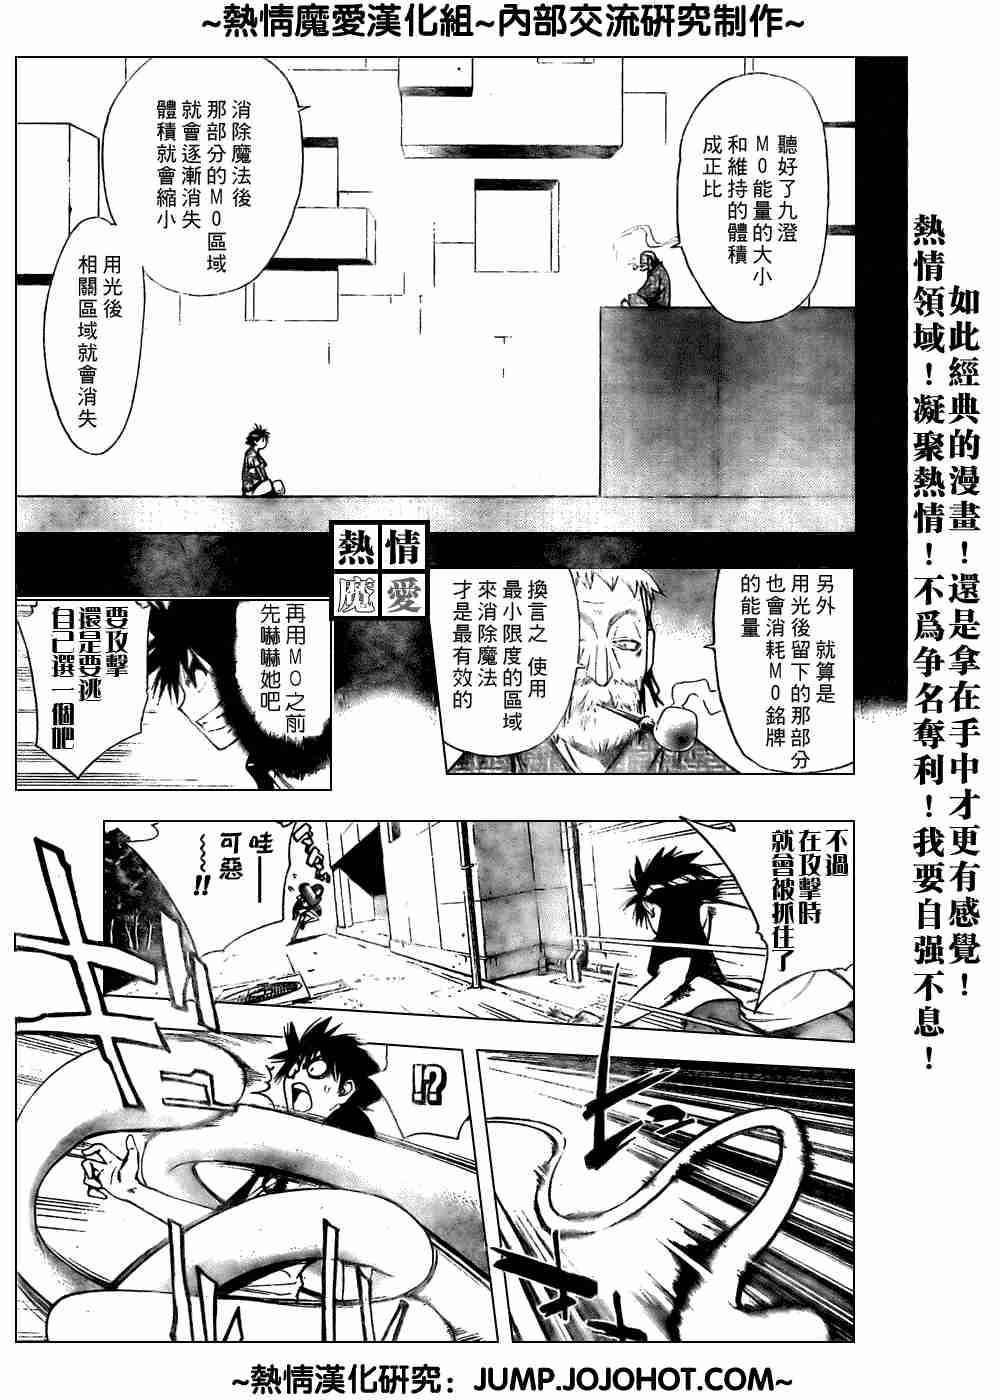 ~熱情魔愛漢化組~內部交流研究制作~
聽好了九澄
M0能量的大小
和維持的體積
成正比
消除魔法後
那部分的M0區域
就會逐漸消失
體積就會縮小
用光後
相關區域就會消失
如此經典的漫畫！還是拿在手中才更有感覺！
熱情領域！凝聚熱情！不爲争名奪利！我要自强不息！
熱情
魔愛
另外 就算是
用光後留下的那部分
也會消耗M0銘牌
的能量
換言之 使用
最小限度的區域
來消除魔法
才是最有效的
再用M0之前
先嚇嚇她吧
要攻擊
還是要逃
自己選一個吧
不過
在攻擊時
就會被抓住了
哇——
可惡
!!
!?
~熱情漢化研究：JUMP.JOJOHOT.COM~